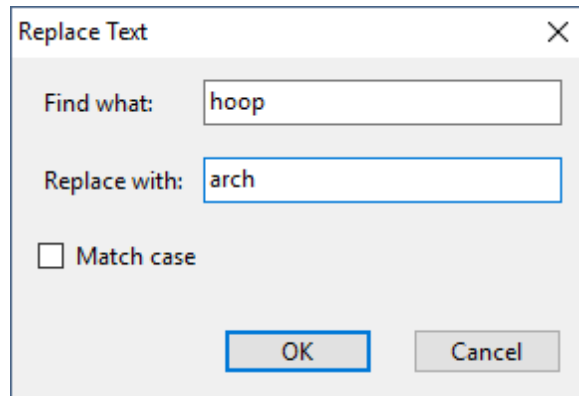 Replace Text
Find what: hoop
Replace with: arch
Match case
OK Cancel